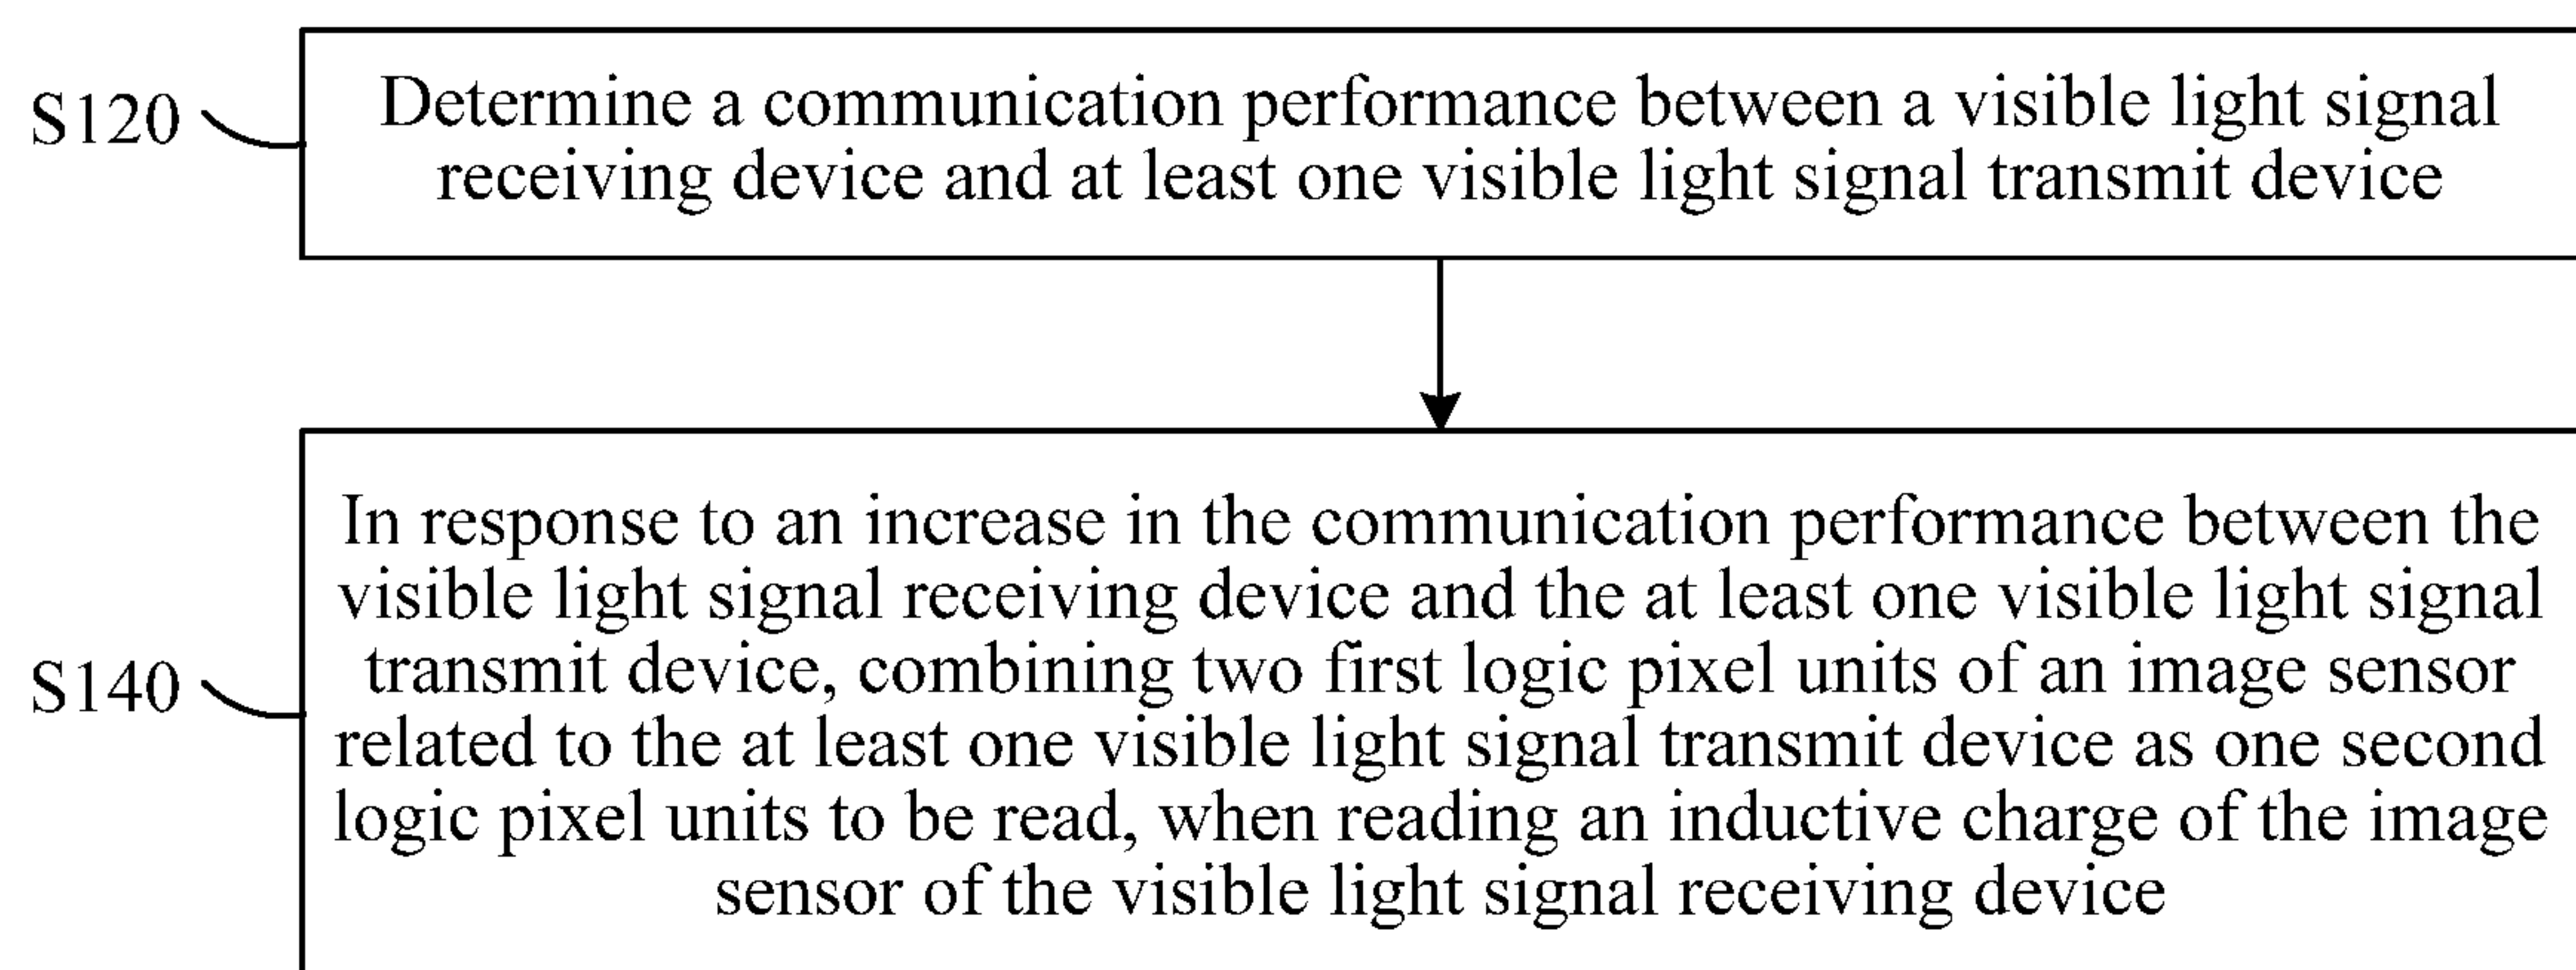 S120
Determine a communication performance between a visible light signal
receiving device and at least one visible light signal transmit device
S140
In response to an increase in the communication performance between the
visible light signal receiving device and the at least one visible light signal
transmit device, combining two first logic pixel units of an image sensor
related to the at least one visible light signal transmit device as one second
logic pixel units to be read, when reading an inductive charge of the image
sensor of the visible light signal receiving device